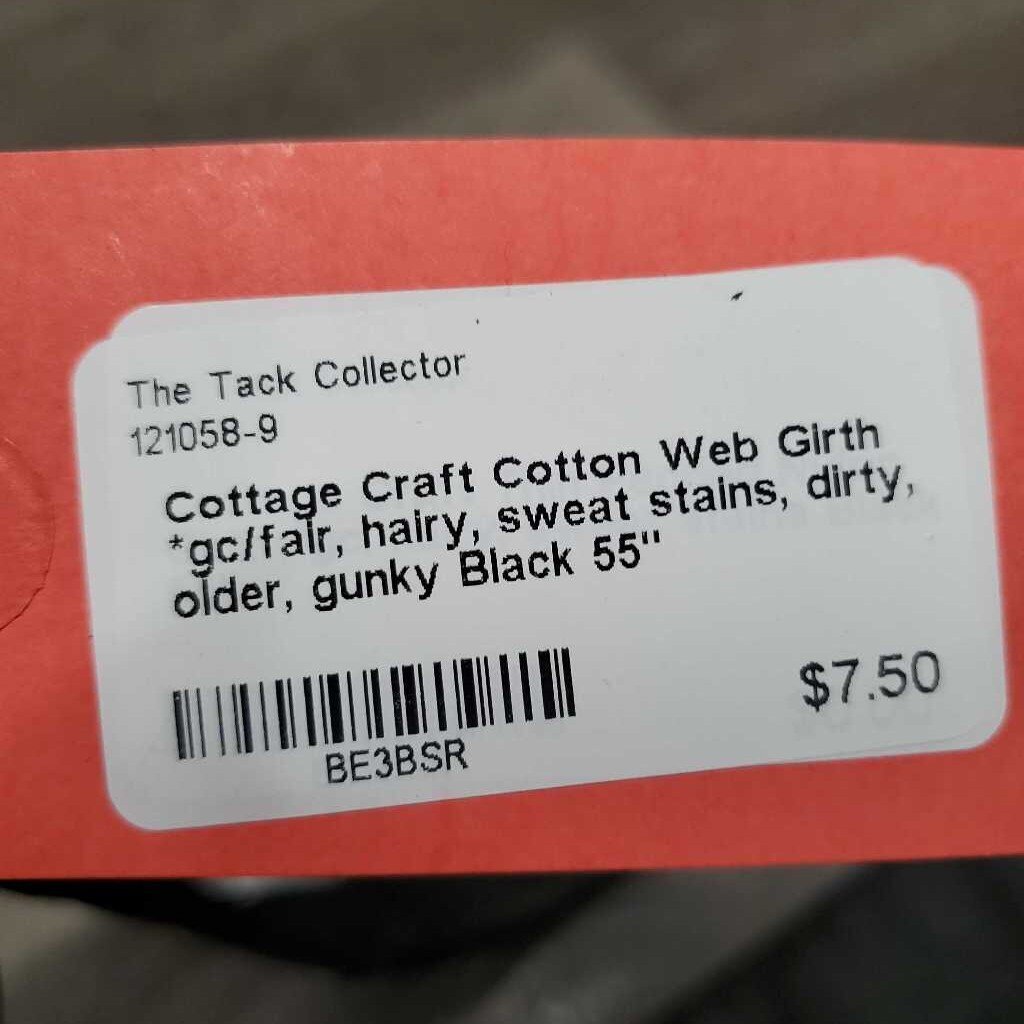 The Tack Collector
121058-9
Cottage Craft Cotton Web Girth
*gc/fair, hairy, sweat stains, dirty,
older, gunky Black 55"
$7.50
BE3BSR